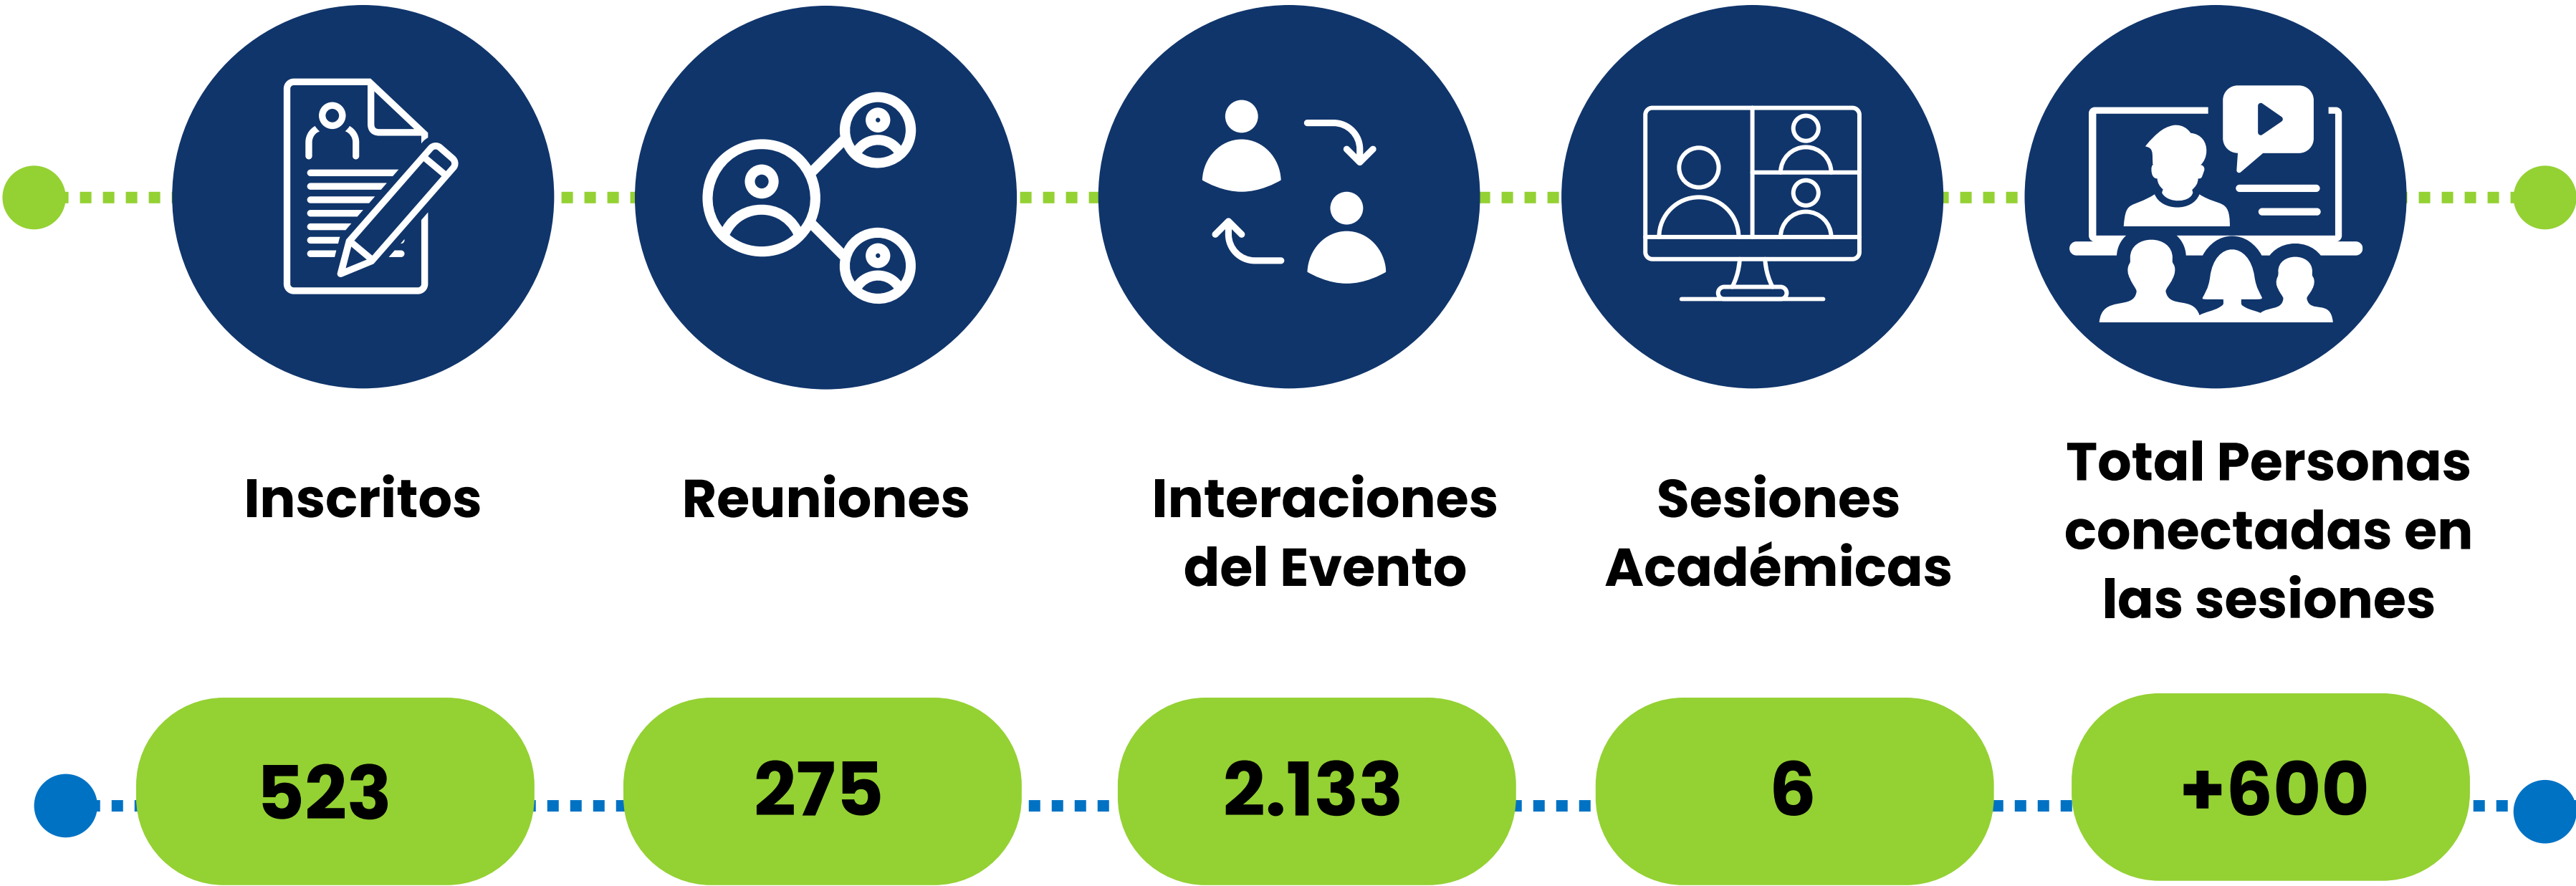 Inscritos
Reuniones
Interaciones
del Evento
Sesiones
Académicas
Total Personas
conectadas en
las sesiones
523
275
2.133
6
+600